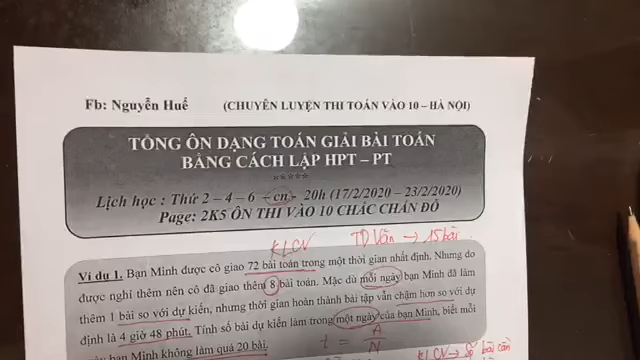 Fb: Nguyễn Huế (CHUYÊN LUYỆN THI TOÁN VÀO 10 – HÀ NỘI)
TỔNG ÔN DẠNG TOÁN GIẢI BÀI TOÁN
BẰNG CÁCH LẬP HPT – PT
*****
Lịch học : Thứ 2 – 4 – 6 – cn - 20h (17/2/2020 – 23/2/2020)
Page: 2K5 ÔN THI VÀO 10 CHẮC CHẮN ĐỖ
KLCV TD Vân → 15 bài
Ví dụ 1. Bạn Minh được cô giao 72 bài toán trong một thời gian nhất định. Nhưng do
được nghỉ thêm nên cô đã giao thêm 8 bài toán. Mặc dù mỗi ngày bạn Minh đã làm
thêm 1 bài so với dự kiến, nhưng thời gian hoàn thành bài tập vẫn chậm hơn so với dự
định là 4 giờ 48 phút. Tính số bài dự kiến làm trong một ngày của bạn Minh, biết mỗi
bạn Minh không làm quá 20 bài.
t = A/N
KLCV → Số bài cần